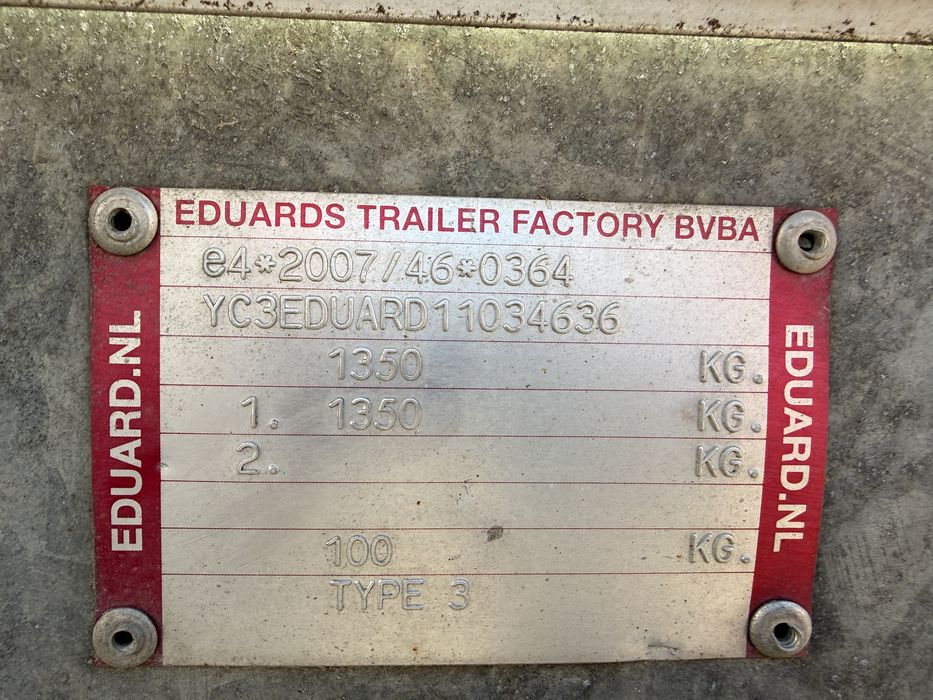 EDUARDS TRAILER FACTORY BVBA
e4*2007/46*0364
YC3EDUARD11034636
1350 KG.
1. 1350 KG.
2. KG.
100 KG.
TYPE 3
EDUARD.NL
EDUARD.NL